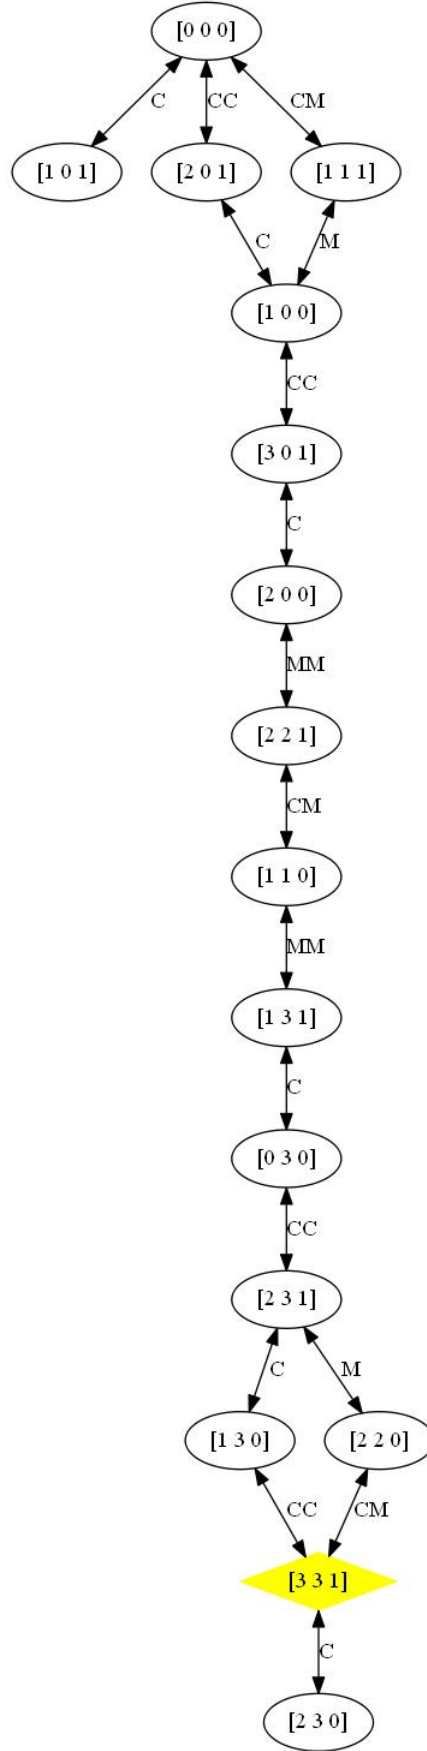 [0 0 0]
C
CC
CM
[1 0 1]
[2 0 1]
[1 1 1]
C
M
[1 0 0]
CC
[3 0 1]
C
[2 0 0]
MM
[2 2 1]
CM
[1 1 0]
MM
[1 3 1]
C
[0 3 0]
CC
[2 3 1]
C
M
[1 3 0]
[2 2 0]
CC
CM
[3 3 1]
C
[2 3 0]